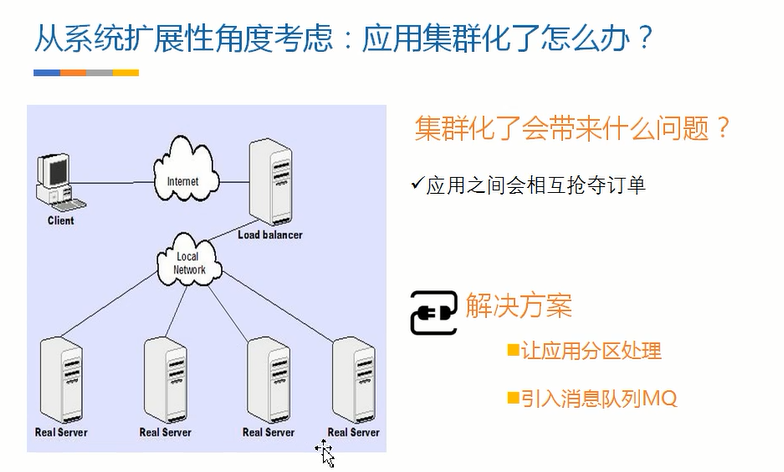 从系统扩展性角度考虑：应用集群化了怎么办？
集群化了会带来什么问题？
✓应用之间会相互抢夺订单
Internet
Client
Load balancer
Local
Network
解决方案
■让应用分区处理
■引入消息队列MQ
Real Server
Real Server
Real Server
Real Server